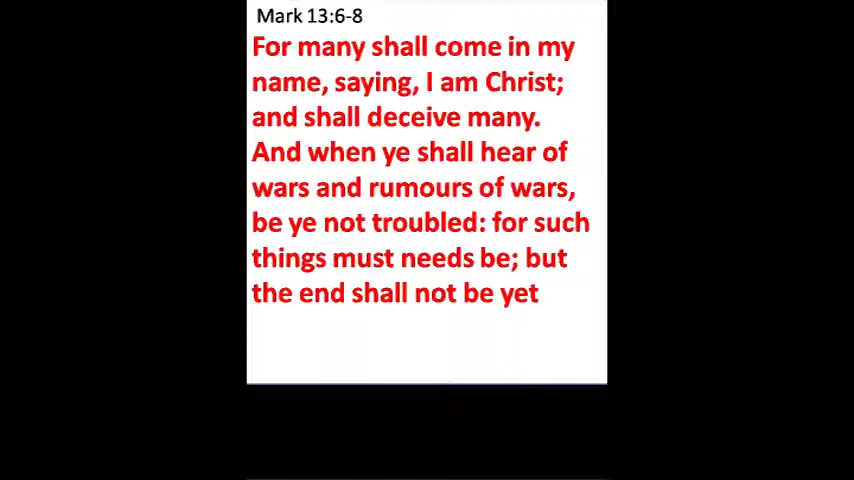 Mark 13:6-8
For many shall come in my
name, saying, I am Christ;
and shall deceive many.
And when ye shall hear of
wars and rumours of wars,
be ye not troubled: for such
things must needs be; but
the end shall not be yet